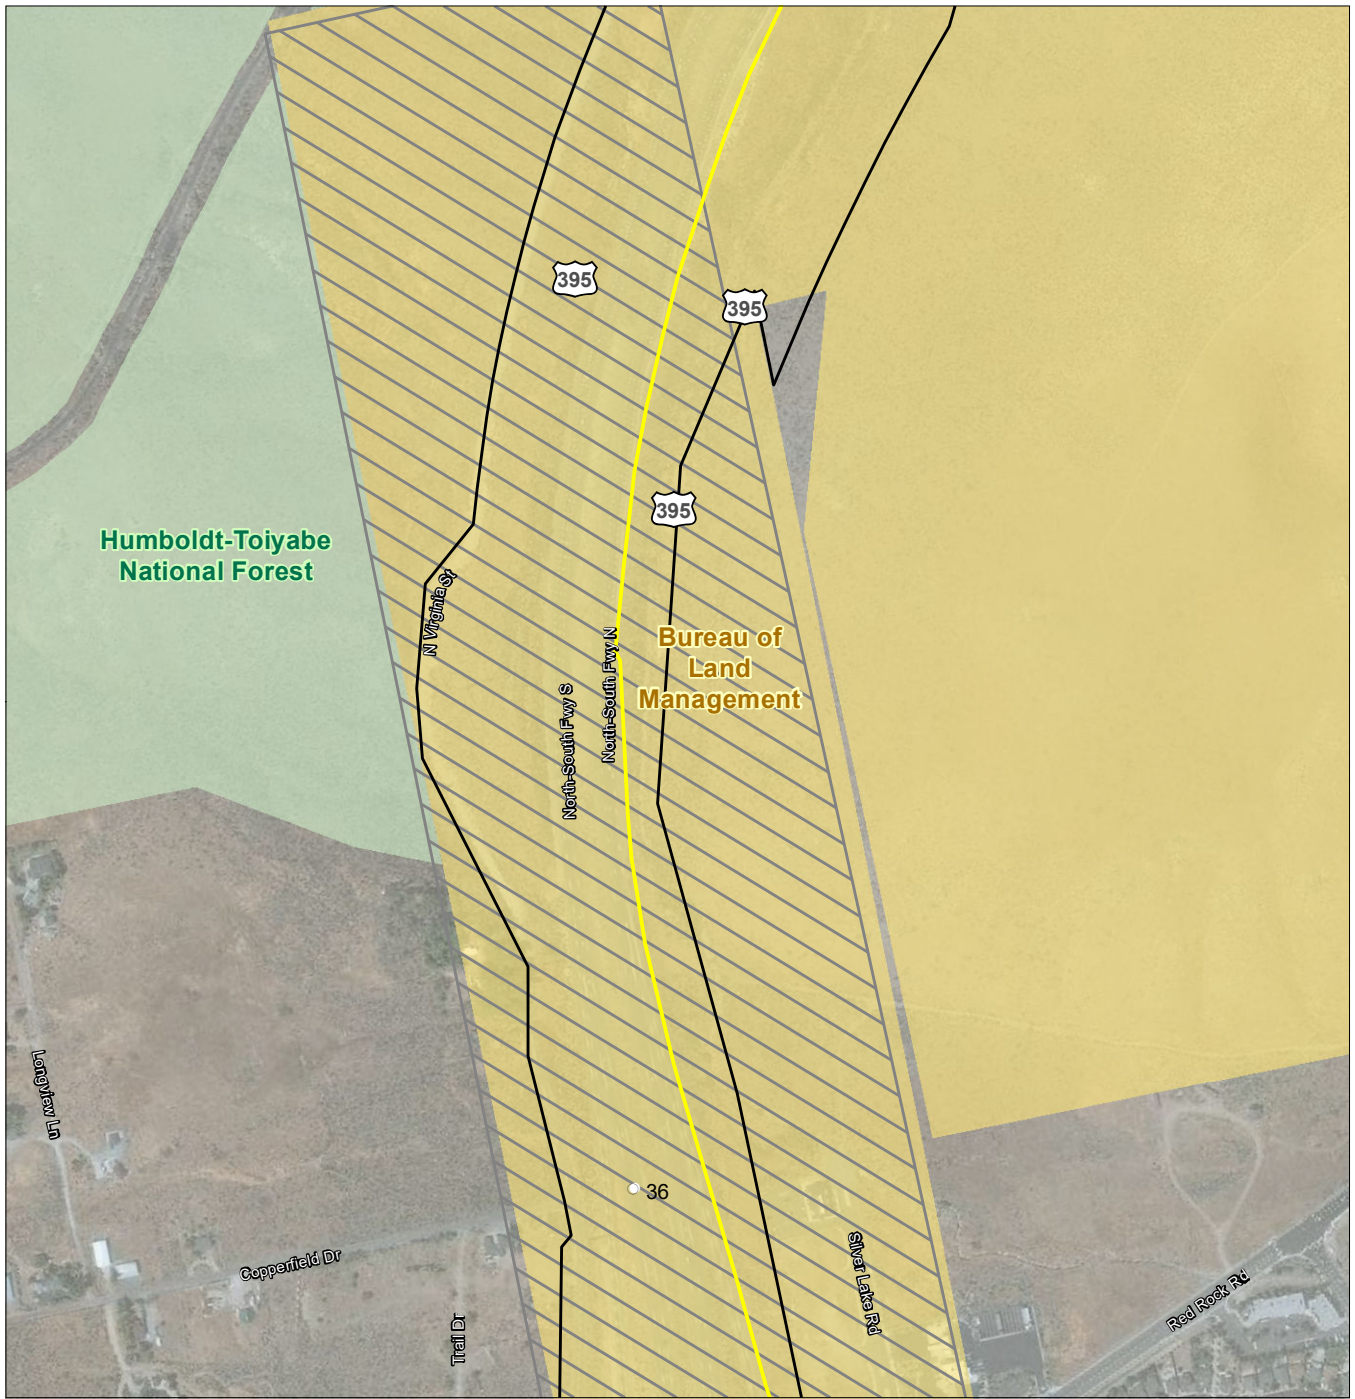 395
395
395
Humboldt-Toiyabe
National Forest
N Virginia St
North-South Fwy N
Bureau of
Land
Management
North-South Fwy S
Longview Ln
36
Copperfield Dr
Silver Lake Rd
Red Rock Rd
Trail Dr